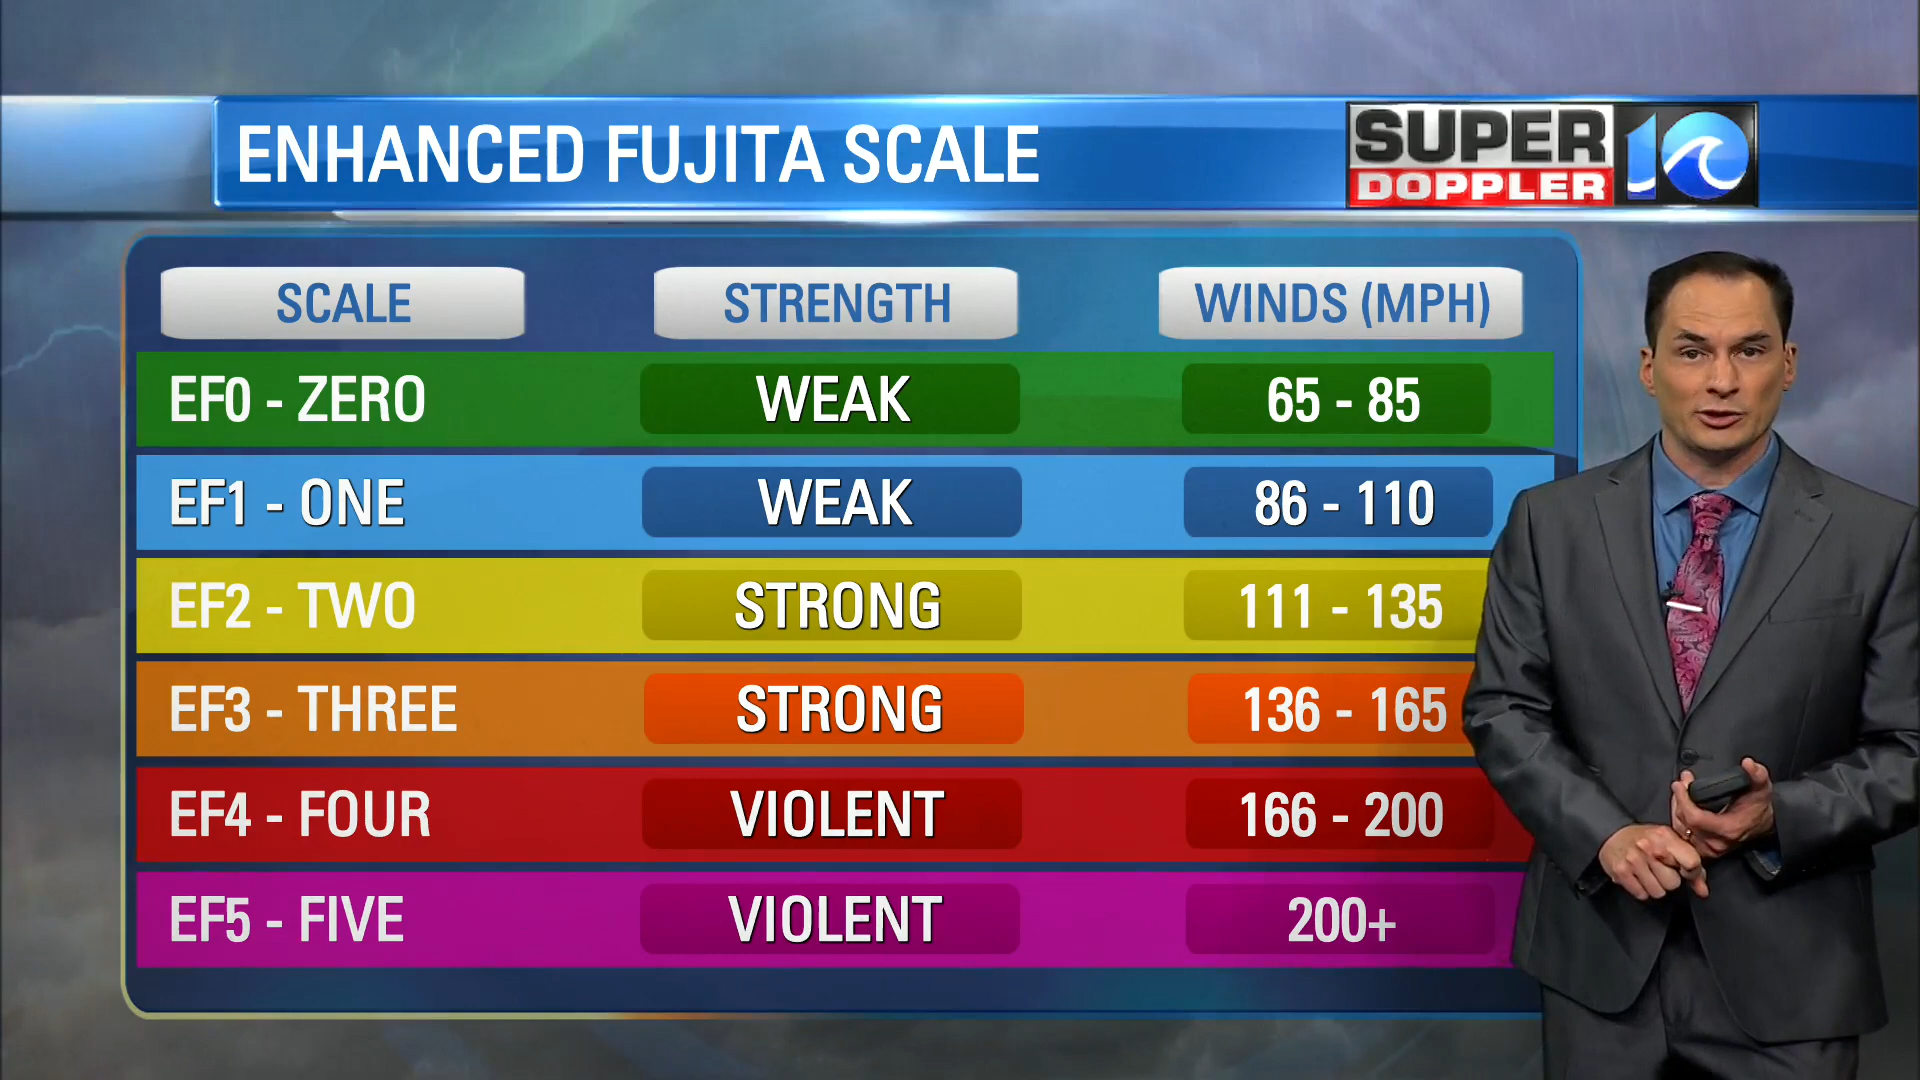 ENHANCED FUJITA SCALE
SUPER
DOPPLER
10
SCALE STRENGTH WINDS (MPH)
EF0 - ZERO WEAK 65 - 85
EF1 - ONE WEAK 86 - 110
EF2 - TWO STRONG 111 - 135
EF3 - THREE STRONG 136 - 165
EF4 - FOUR VIOLENT 166 - 200
EF5 - FIVE VIOLENT 200+